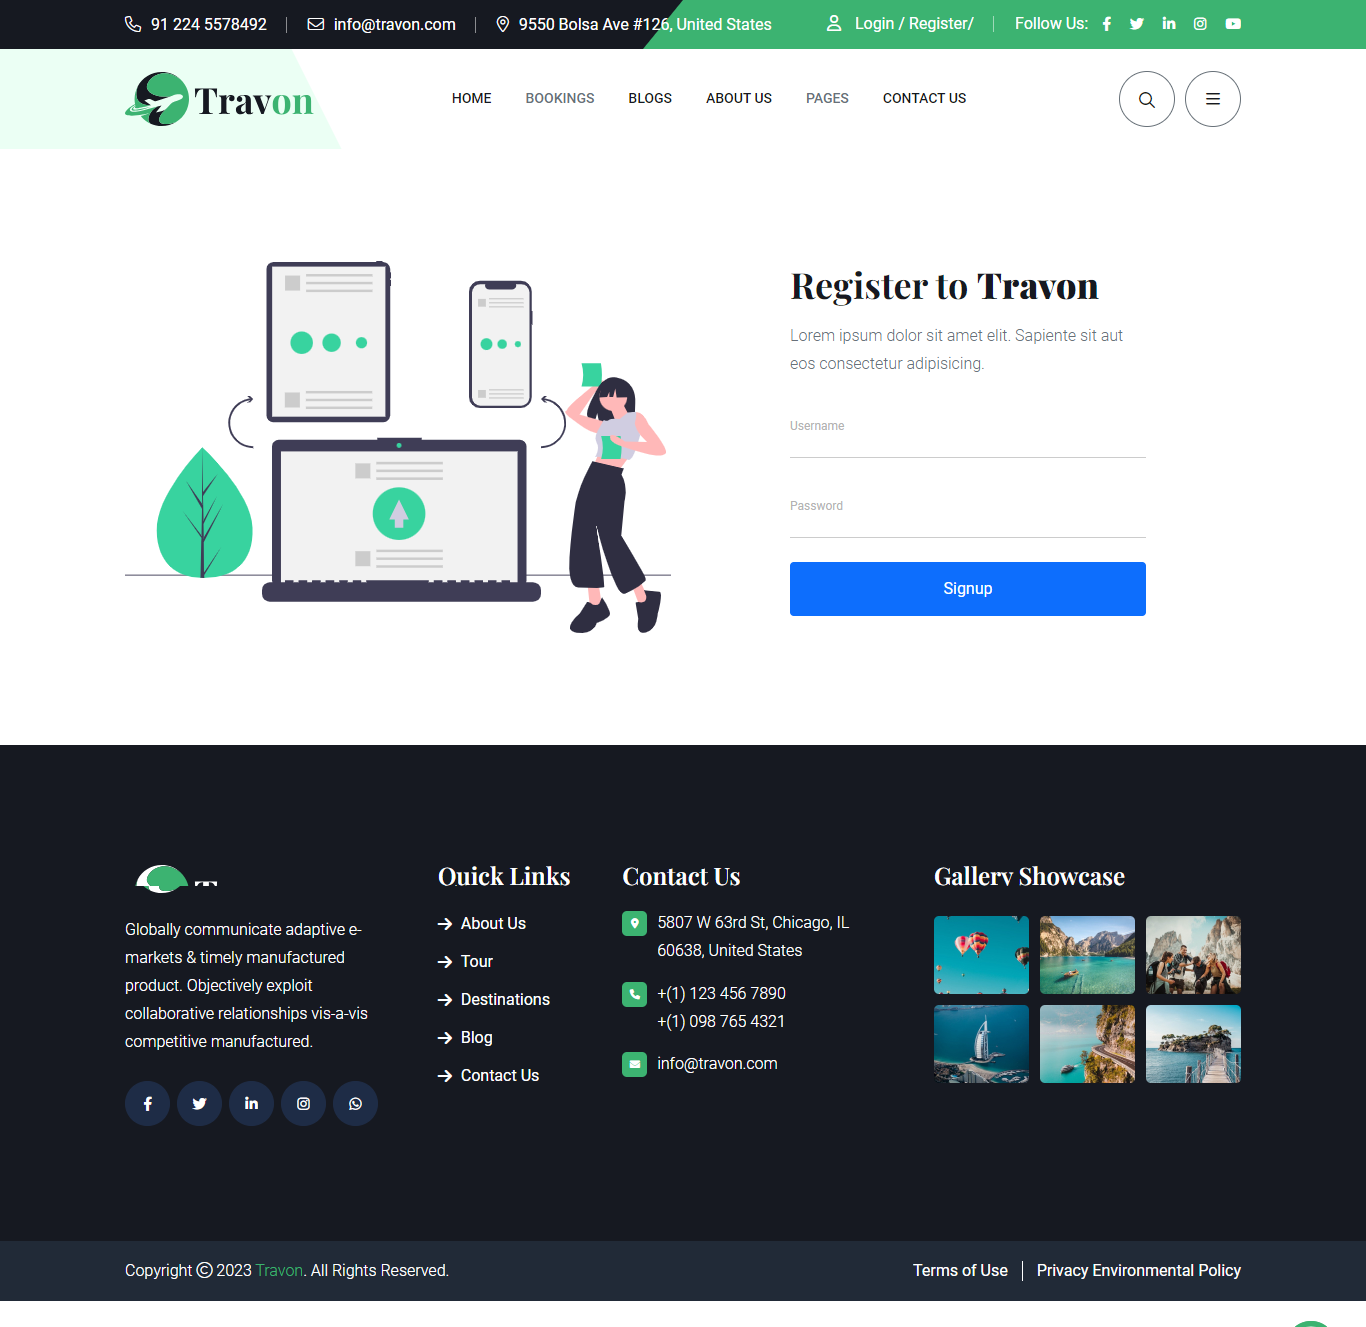 91 224 5578492
info@travon.com
9550 Bolsa Ave #126, United States
Login / Register/
Follow Us:
Travon
HOME
BOOKINGS
BLOGS
ABOUT US
PAGES
CONTACT US
Register to Travon
Lorem ipsum dolor sit amet elit. Sapiente sit aut
eos consectetur adipisicing.
Username
Password
Signup
Globally communicate adaptive e-
markets & timely manufactured
product. Objectively exploit
collaborative relationships vis-a-vis
competitive manufactured.
Quick Links
About Us
Tour
Destinations
Blog
Contact Us
Contact Us
5807 W 63rd St, Chicago, IL
60638, United States
+(1) 123 456 7890
+(1) 098 765 4321
info@travon.com
Gallery Showcase
Copyright © 2023 Travon. All Rights Reserved.
Terms of Use
Privacy Environmental Policy